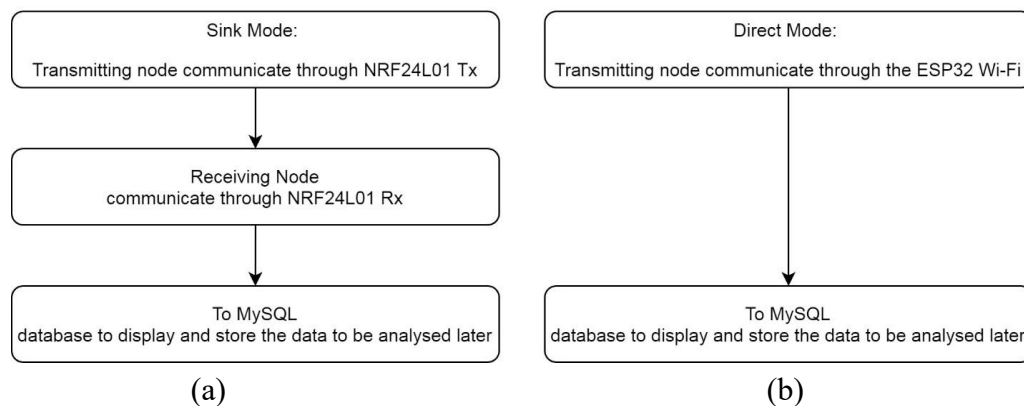 Sink Mode:
Transmitting node communicate through NRF24L01 Tx
Receiving Node
communicate through NRF24L01 Rx
To MySQL
database to display and store the data to be analysed later
(a)
Direct Mode:
Transmitting node communicate through the ESP32 Wi-Fi
To MySQL
database to display and store the data to be analysed later
(b)